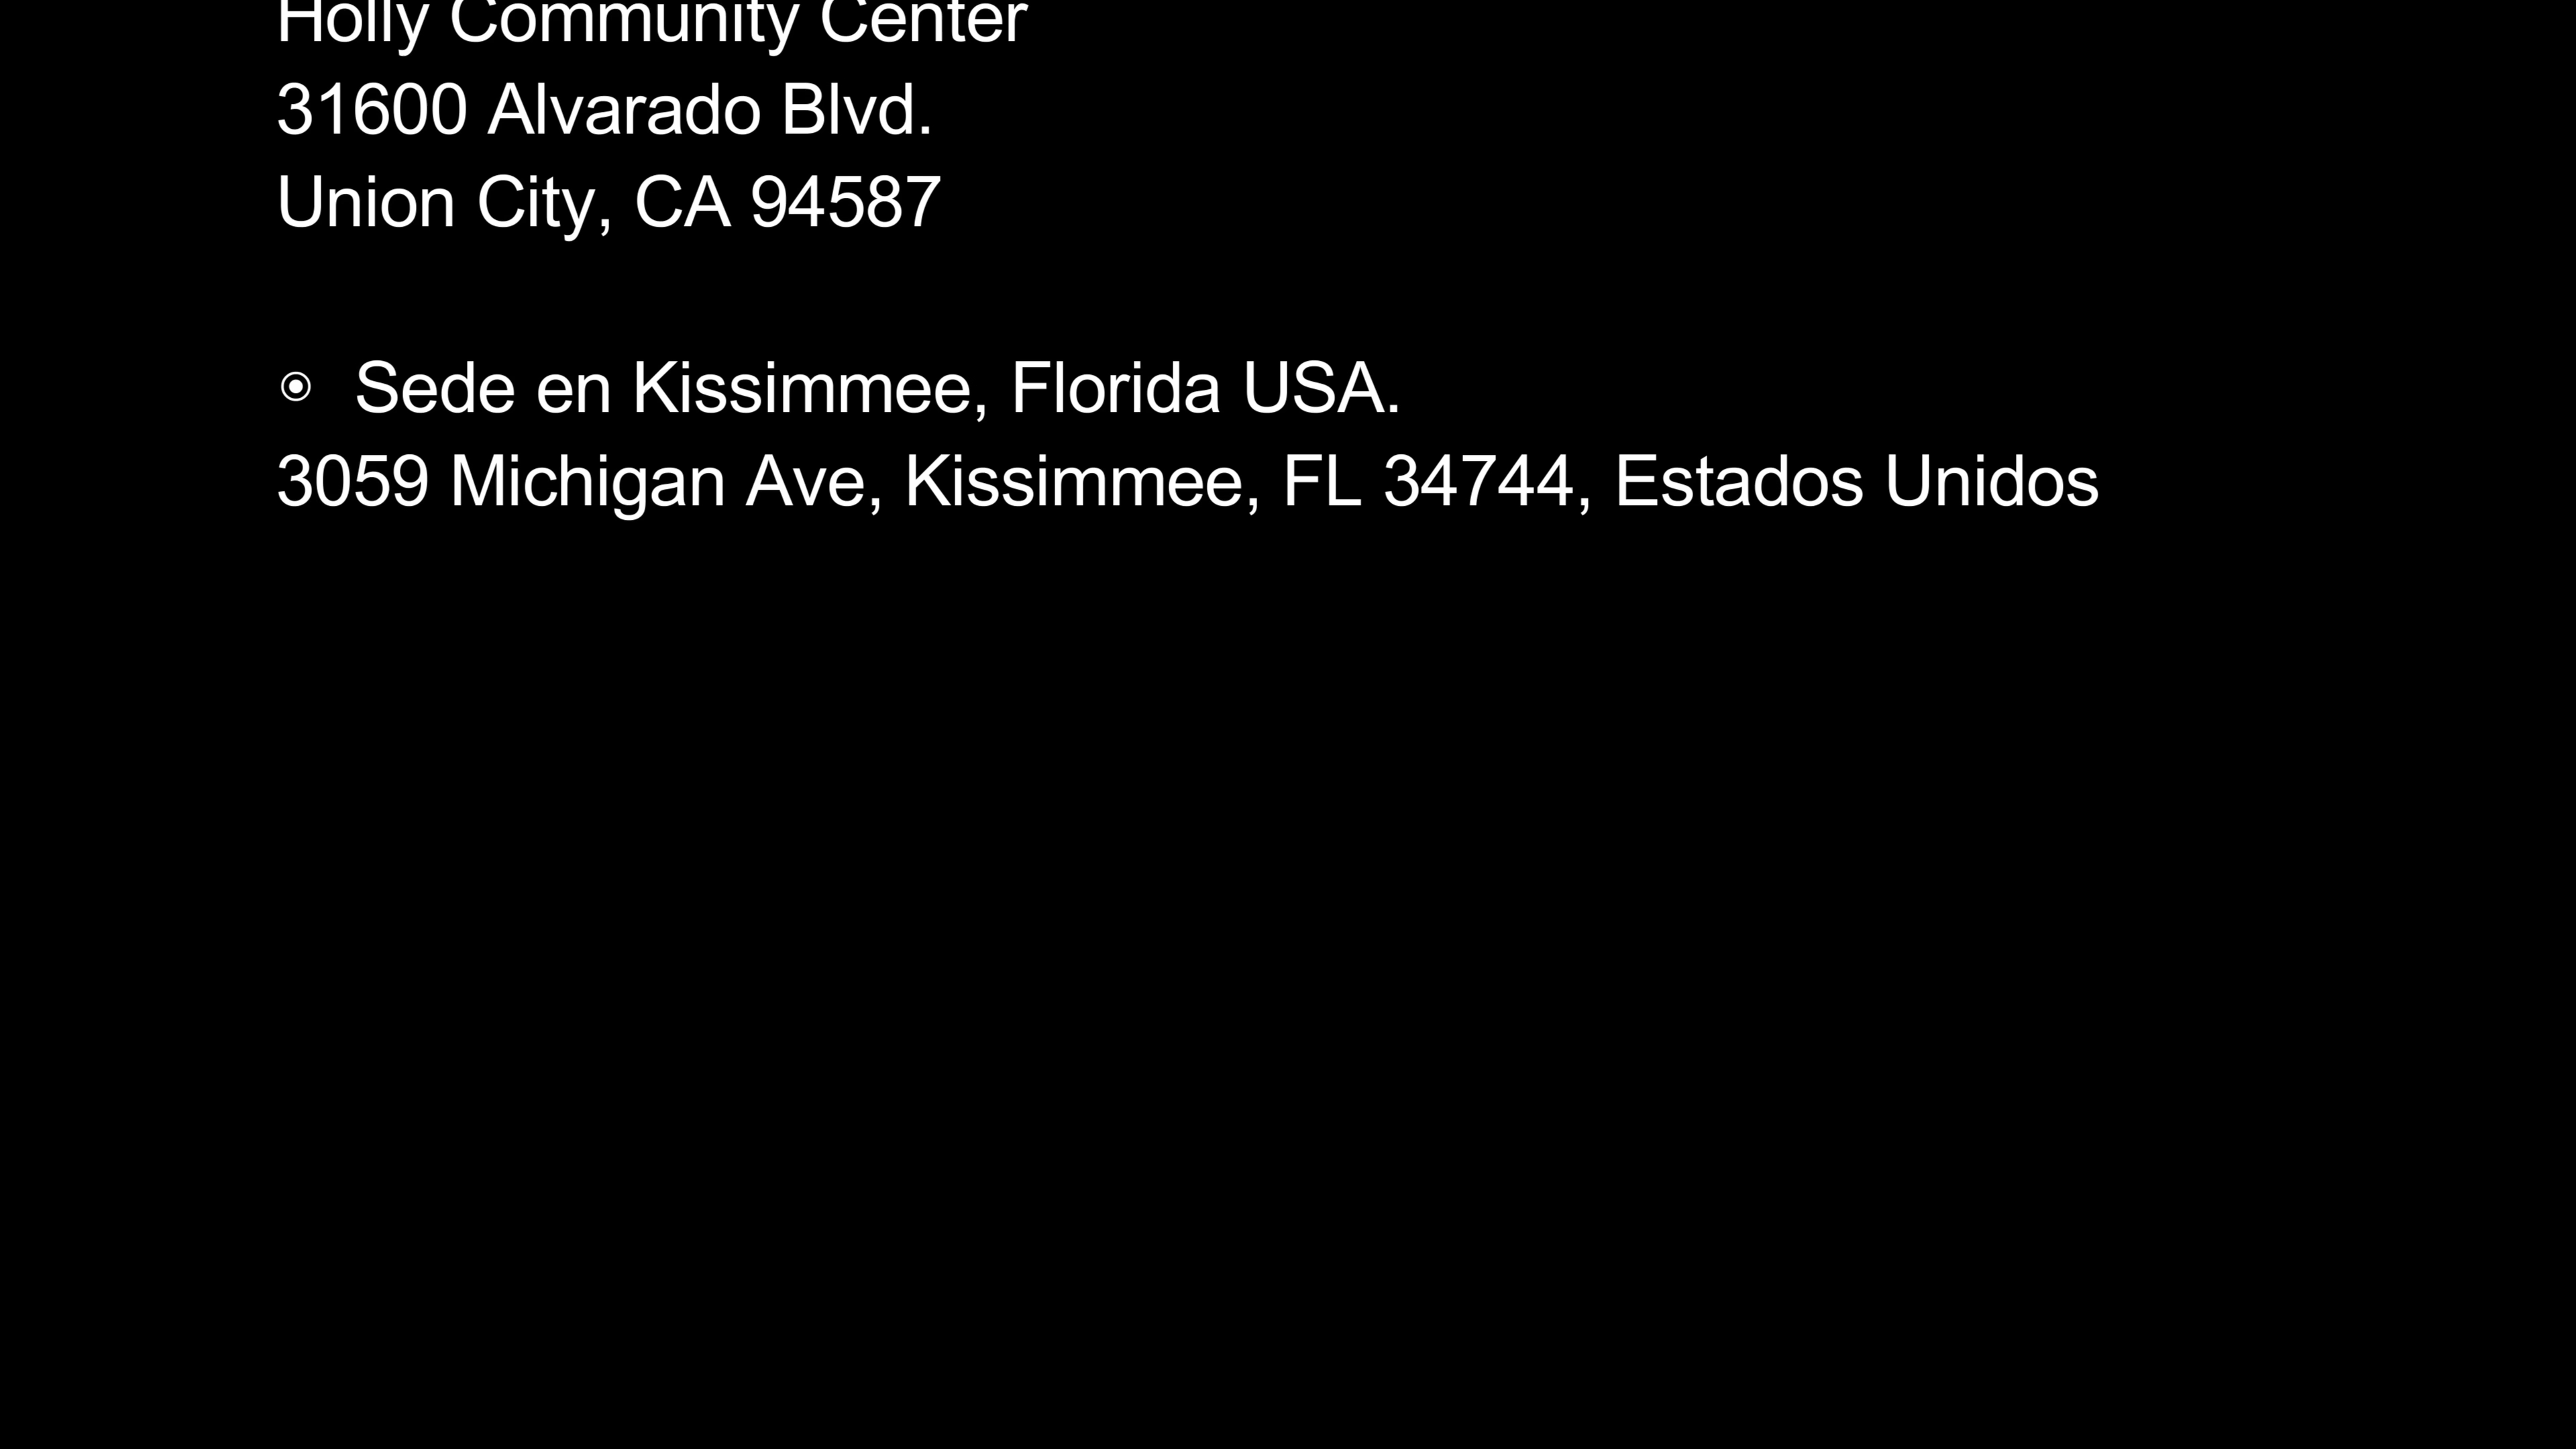 Holly Community Center
31600 Alvarado Blvd.
Union City, CA 94587
◉ Sede en Kissimmee, Florida USA.
3059 Michigan Ave, Kissimmee, FL 34744, Estados Unidos